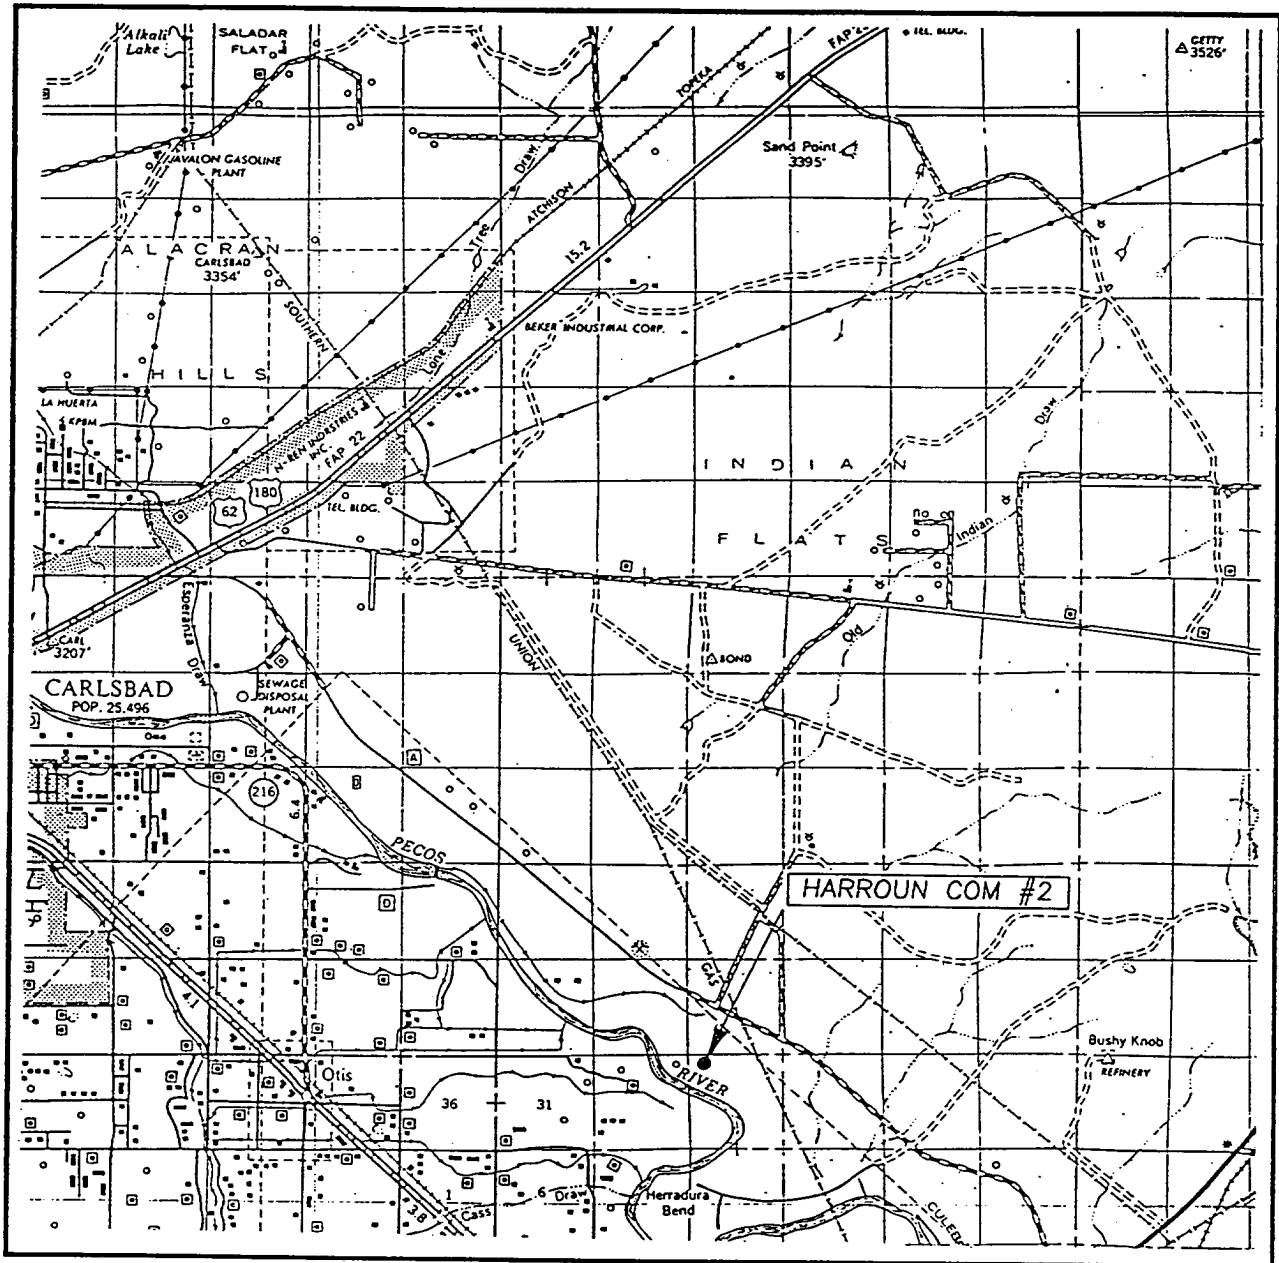 Alkali
Lake
SALADAR
FLAT
FAP 2
TEL. BLDG.
GETTY
3526'
TOPEKA
Sand Point
3395'
AVALON GASOLINE
PLANT
Draw
ATCHISON
Tree
ALACRAN
CARLSBAD
3354'
15.2
SOUTHERN
BEKER INDUSTRIAL CORP.
Lone
HILLS
LA HUERTA
KPBM
N-REN INDUSTRIES
INC.
FAP 22
Draw
INDIAN
180
62
TEL. BLDG.
Indian
FLATS
Esperanza
Draw
CARL
3207'
UNION
Old
BOND
CARLSBAD
POP. 25.496
SEWAGE
DISPOSAL
PLANT
A
216
6.4
PECOS
HARROUN COM #2
D
GAS
4.1
Bushy Knob
REFINERY
Otis
RIVER
36
31
1
6
Draw
Cass
3.8
Herradura
Bend
CULEB